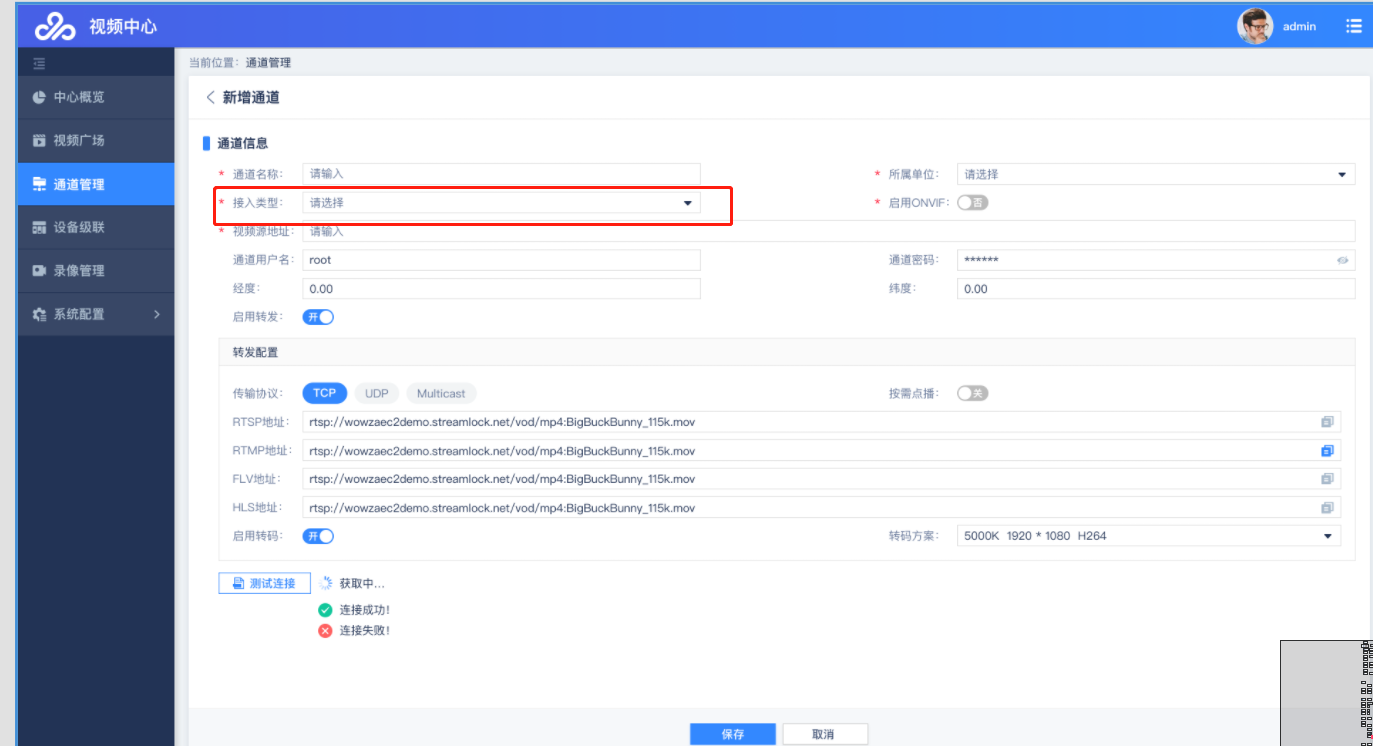 视频中心
admin
当前位置： 通道管理
中心概览
视频广场
通道管理
设备级联
录像管理
系统配置
新增通道
通道信息
* 通道名称： 请输入
* 所属单位： 请选择
* 接入类型： 请选择
* 启用ONVIF： 否
* 视频源地址： 请输入
通道用户名： root
通道密码： ******
经度： 0.00
纬度： 0.00
启用转发： 开
转发配置
传输协议： TCP UDP Multicast
按需点播： 关
RTSP地址： rtsp://wowzaec2demo.streamlock.net/vod/mp4:BigBuckBunny_115k.mov
RTMP地址： rtsp://wowzaec2demo.streamlock.net/vod/mp4:BigBuckBunny_115k.mov
FLV地址： rtsp://wowzaec2demo.streamlock.net/vod/mp4:BigBuckBunny_115k.mov
HLS地址： rtsp://wowzaec2demo.streamlock.net/vod/mp4:BigBuckBunny_115k.mov
启用转码： 开
转码方案： 5000K 1920 * 1080 H264
测试连接 获取中...
连接成功！
连接失败！
保存 取消